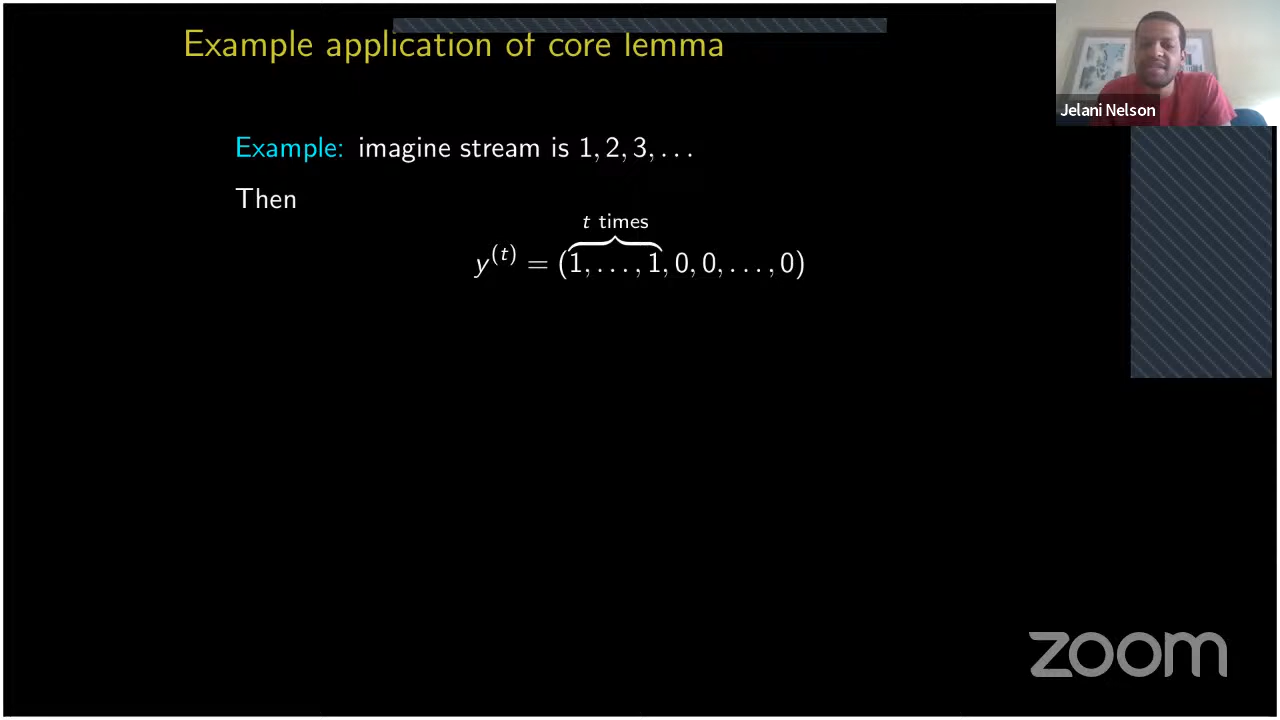 Example application of core lemma
Jelani Nelson
Example: imagine stream is 1, 2, 3, . . .
Then
t times
y^(t) = (1, . . . , 1, 0, 0, . . . , 0)
zoom